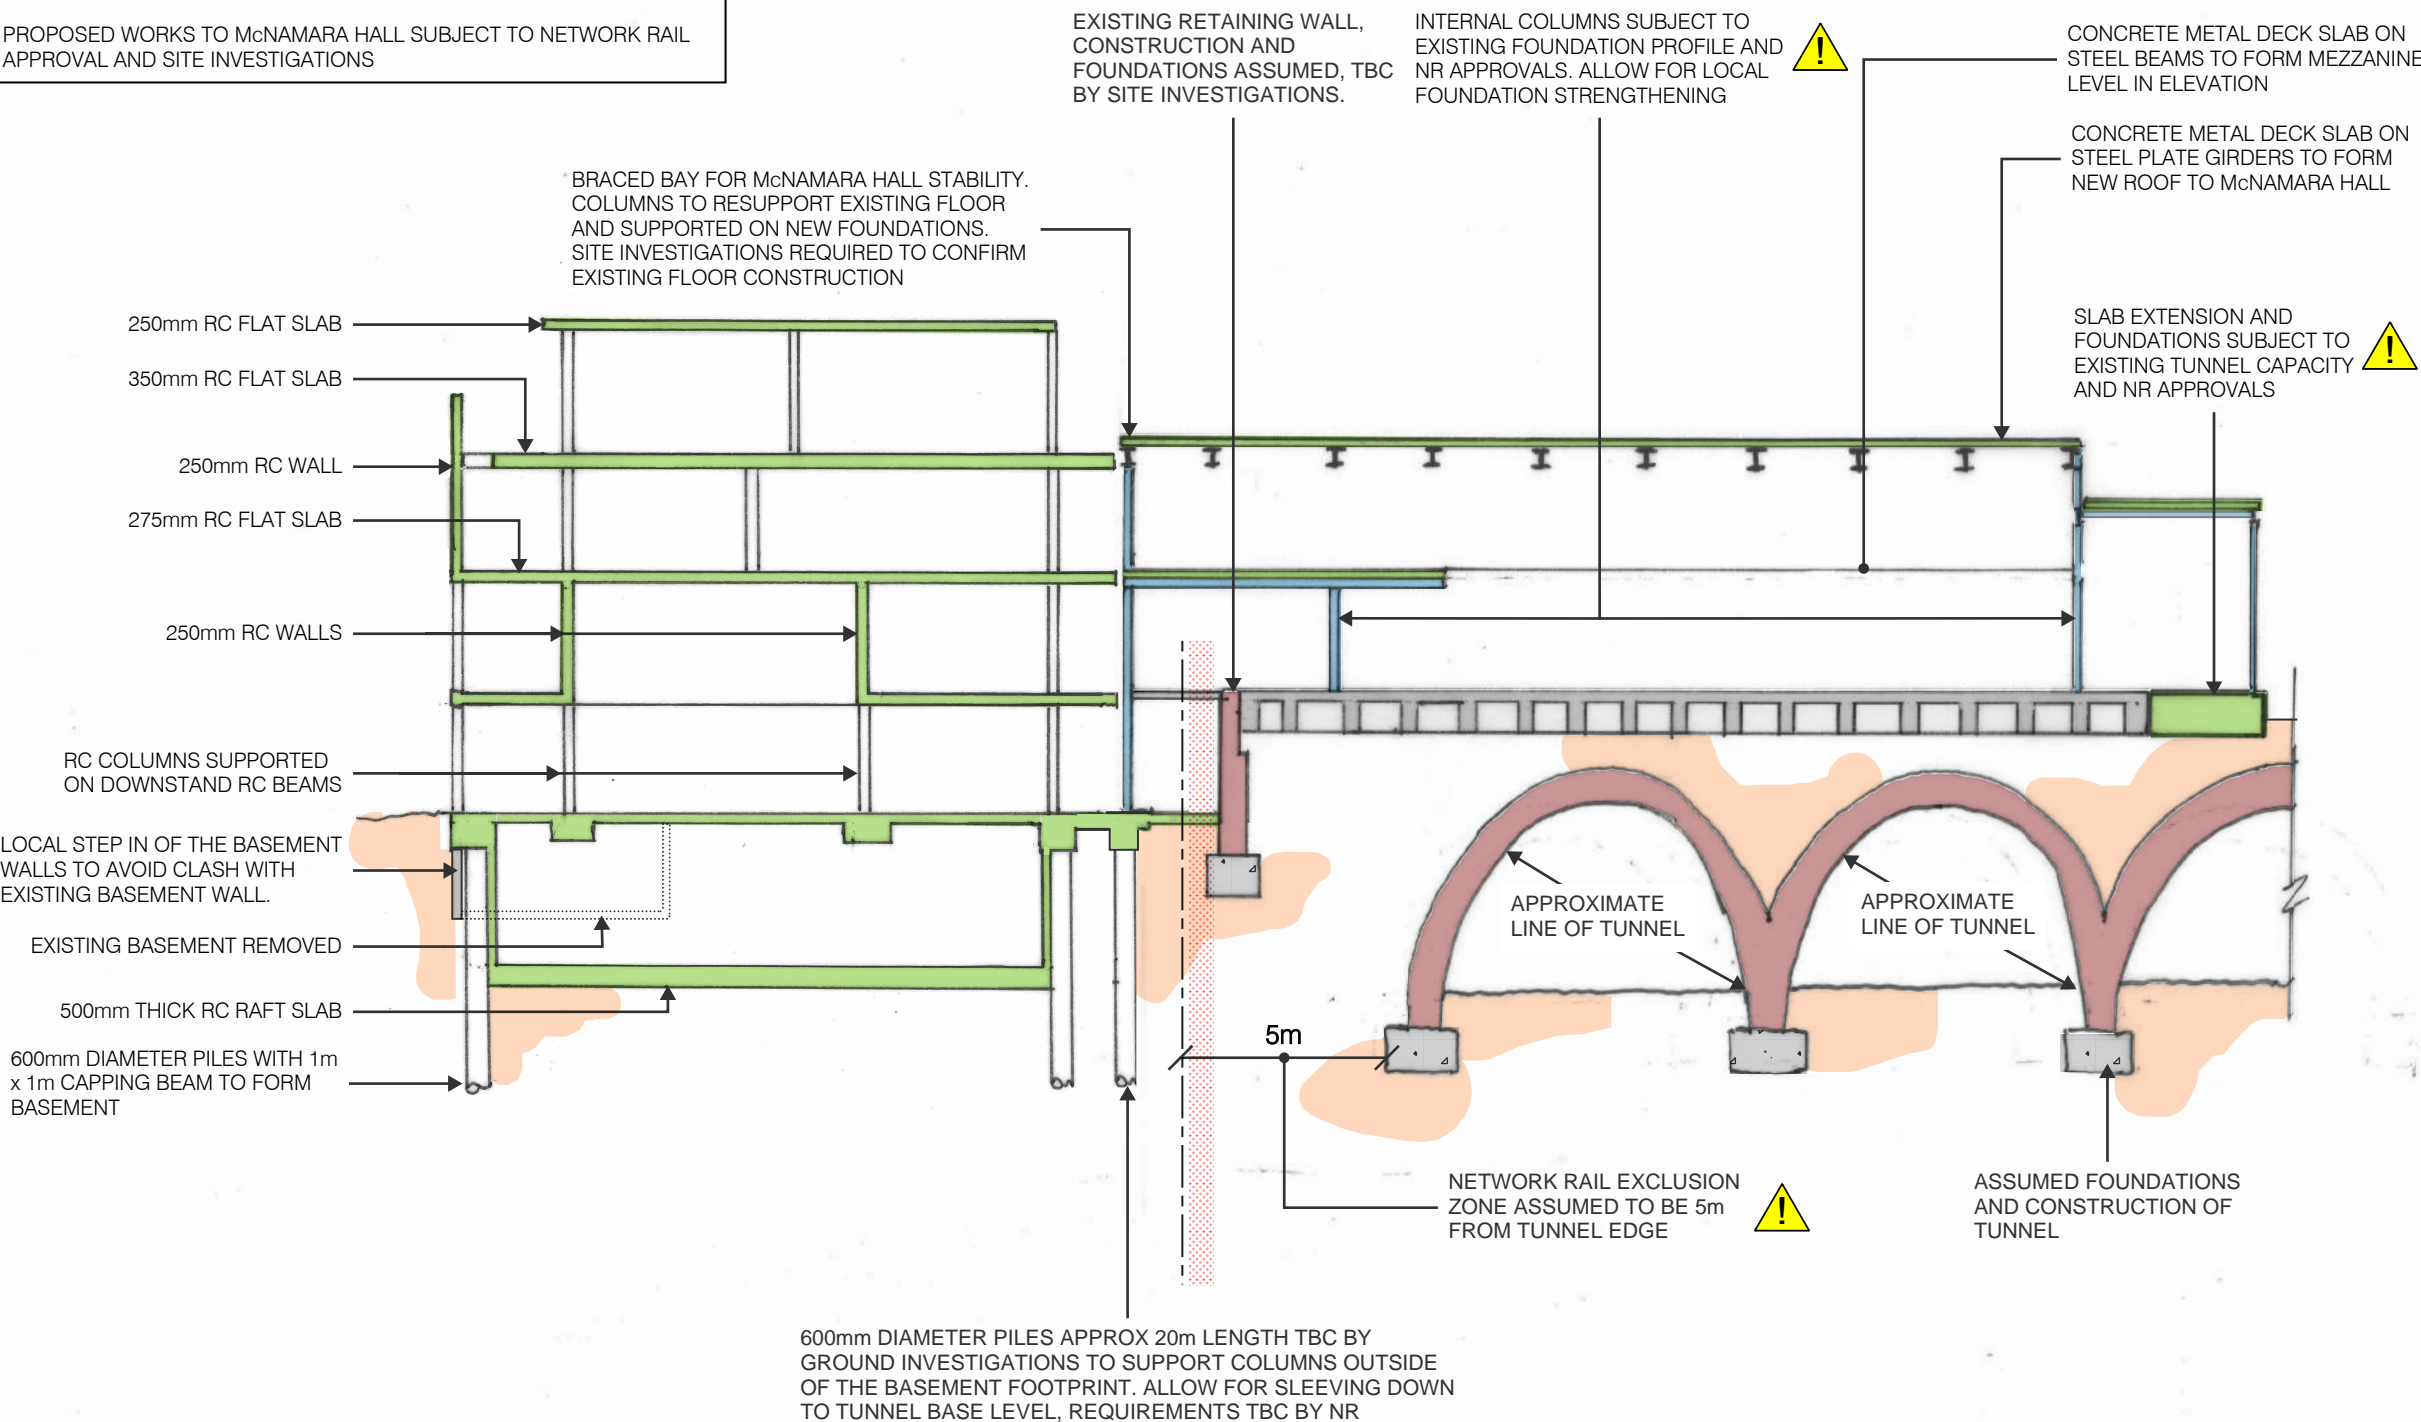 PROPOSED WORKS TO McNAMARA HALL SUBJECT TO NETWORK RAIL
APPROVAL AND SITE INVESTIGATIONS
EXISTING RETAINING WALL,
CONSTRUCTION AND
FOUNDATIONS ASSUMED, TBC
BY SITE INVESTIGATIONS.
INTERNAL COLUMNS SUBJECT TO
EXISTING FOUNDATION PROFILE AND
NR APPROVALS. ALLOW FOR LOCAL
FOUNDATION STRENGTHENING
!
CONCRETE METAL DECK SLAB ON
STEEL BEAMS TO FORM MEZZANINE
LEVEL IN ELEVATION
CONCRETE METAL DECK SLAB ON
STEEL PLATE GIRDERS TO FORM
NEW ROOF TO McNAMARA HALL
BRACED BAY FOR McNAMARA HALL STABILITY.
COLUMNS TO RESUPPORT EXISTING FLOOR
AND SUPPORTED ON NEW FOUNDATIONS.
SITE INVESTIGATIONS REQUIRED TO CONFIRM
EXISTING FLOOR CONSTRUCTION
SLAB EXTENSION AND
FOUNDATIONS SUBJECT TO
EXISTING TUNNEL CAPACITY
AND NR APPROVALS
!
250mm RC FLAT SLAB
350mm RC FLAT SLAB
250mm RC WALL
275mm RC FLAT SLAB
250mm RC WALLS
RC COLUMNS SUPPORTED
ON DOWNSTAND RC BEAMS
LOCAL STEP IN OF THE BASEMENT
WALLS TO AVOID CLASH WITH
EXISTING BASEMENT WALL.
EXISTING BASEMENT REMOVED
500mm THICK RC RAFT SLAB
600mm DIAMETER PILES WITH 1m
x 1m CAPPING BEAM TO FORM
BASEMENT
APPROXIMATE
LINE OF TUNNEL
APPROXIMATE
LINE OF TUNNEL
5m
NETWORK RAIL EXCLUSION
ZONE ASSUMED TO BE 5m
FROM TUNNEL EDGE
!
ASSUMED FOUNDATIONS
AND CONSTRUCTION OF
TUNNEL
600mm DIAMETER PILES APPROX 20m LENGTH TBC BY
GROUND INVESTIGATIONS TO SUPPORT COLUMNS OUTSIDE
OF THE BASEMENT FOOTPRINT. ALLOW FOR SLEEVING DOWN
TO TUNNEL BASE LEVEL, REQUIREMENTS TBC BY NR